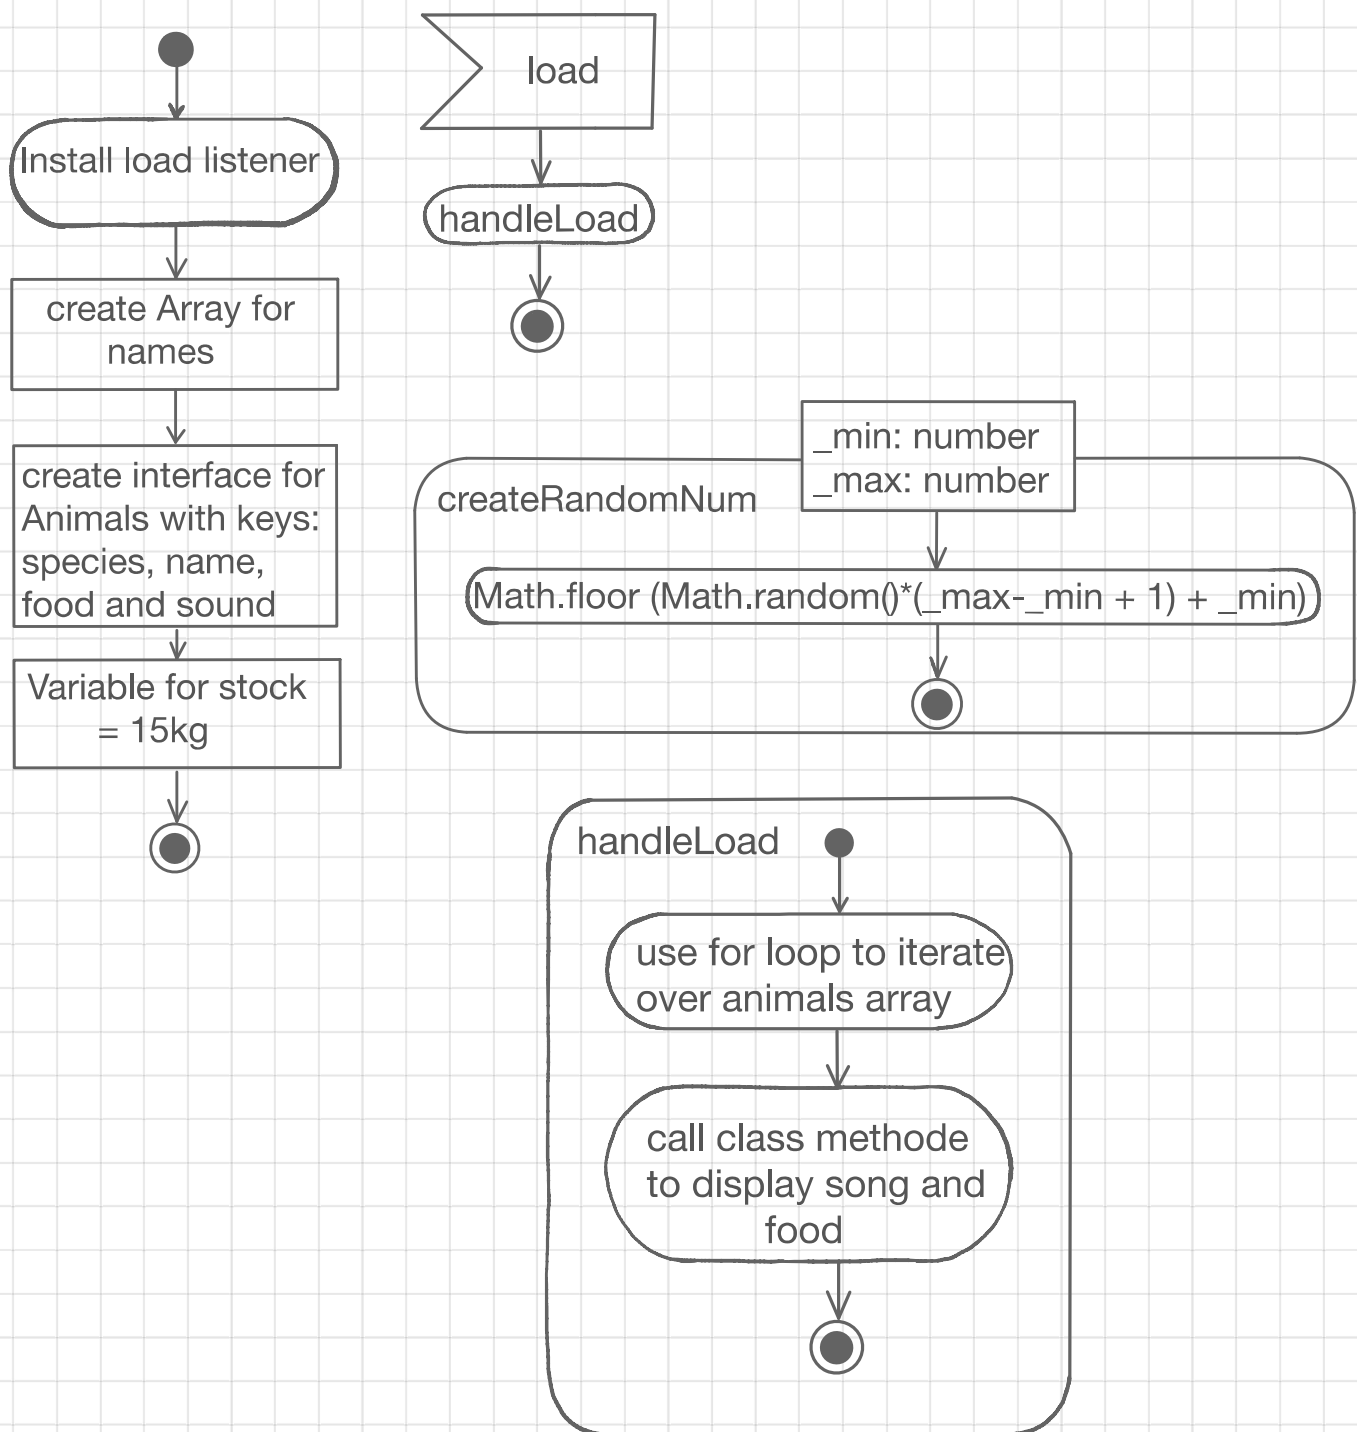 Install load listener
create Array for
names
create interface for
Animals with keys:
species, name,
food and sound
Variable for stock
= 15kg
load
handleLoad
_min: number
_max: number
createRandomNum
Math.floor (Math.random()*(_max-_min + 1) + _min)
handleLoad
use for loop to iterate
over animals array
call class methode
to display song and
food